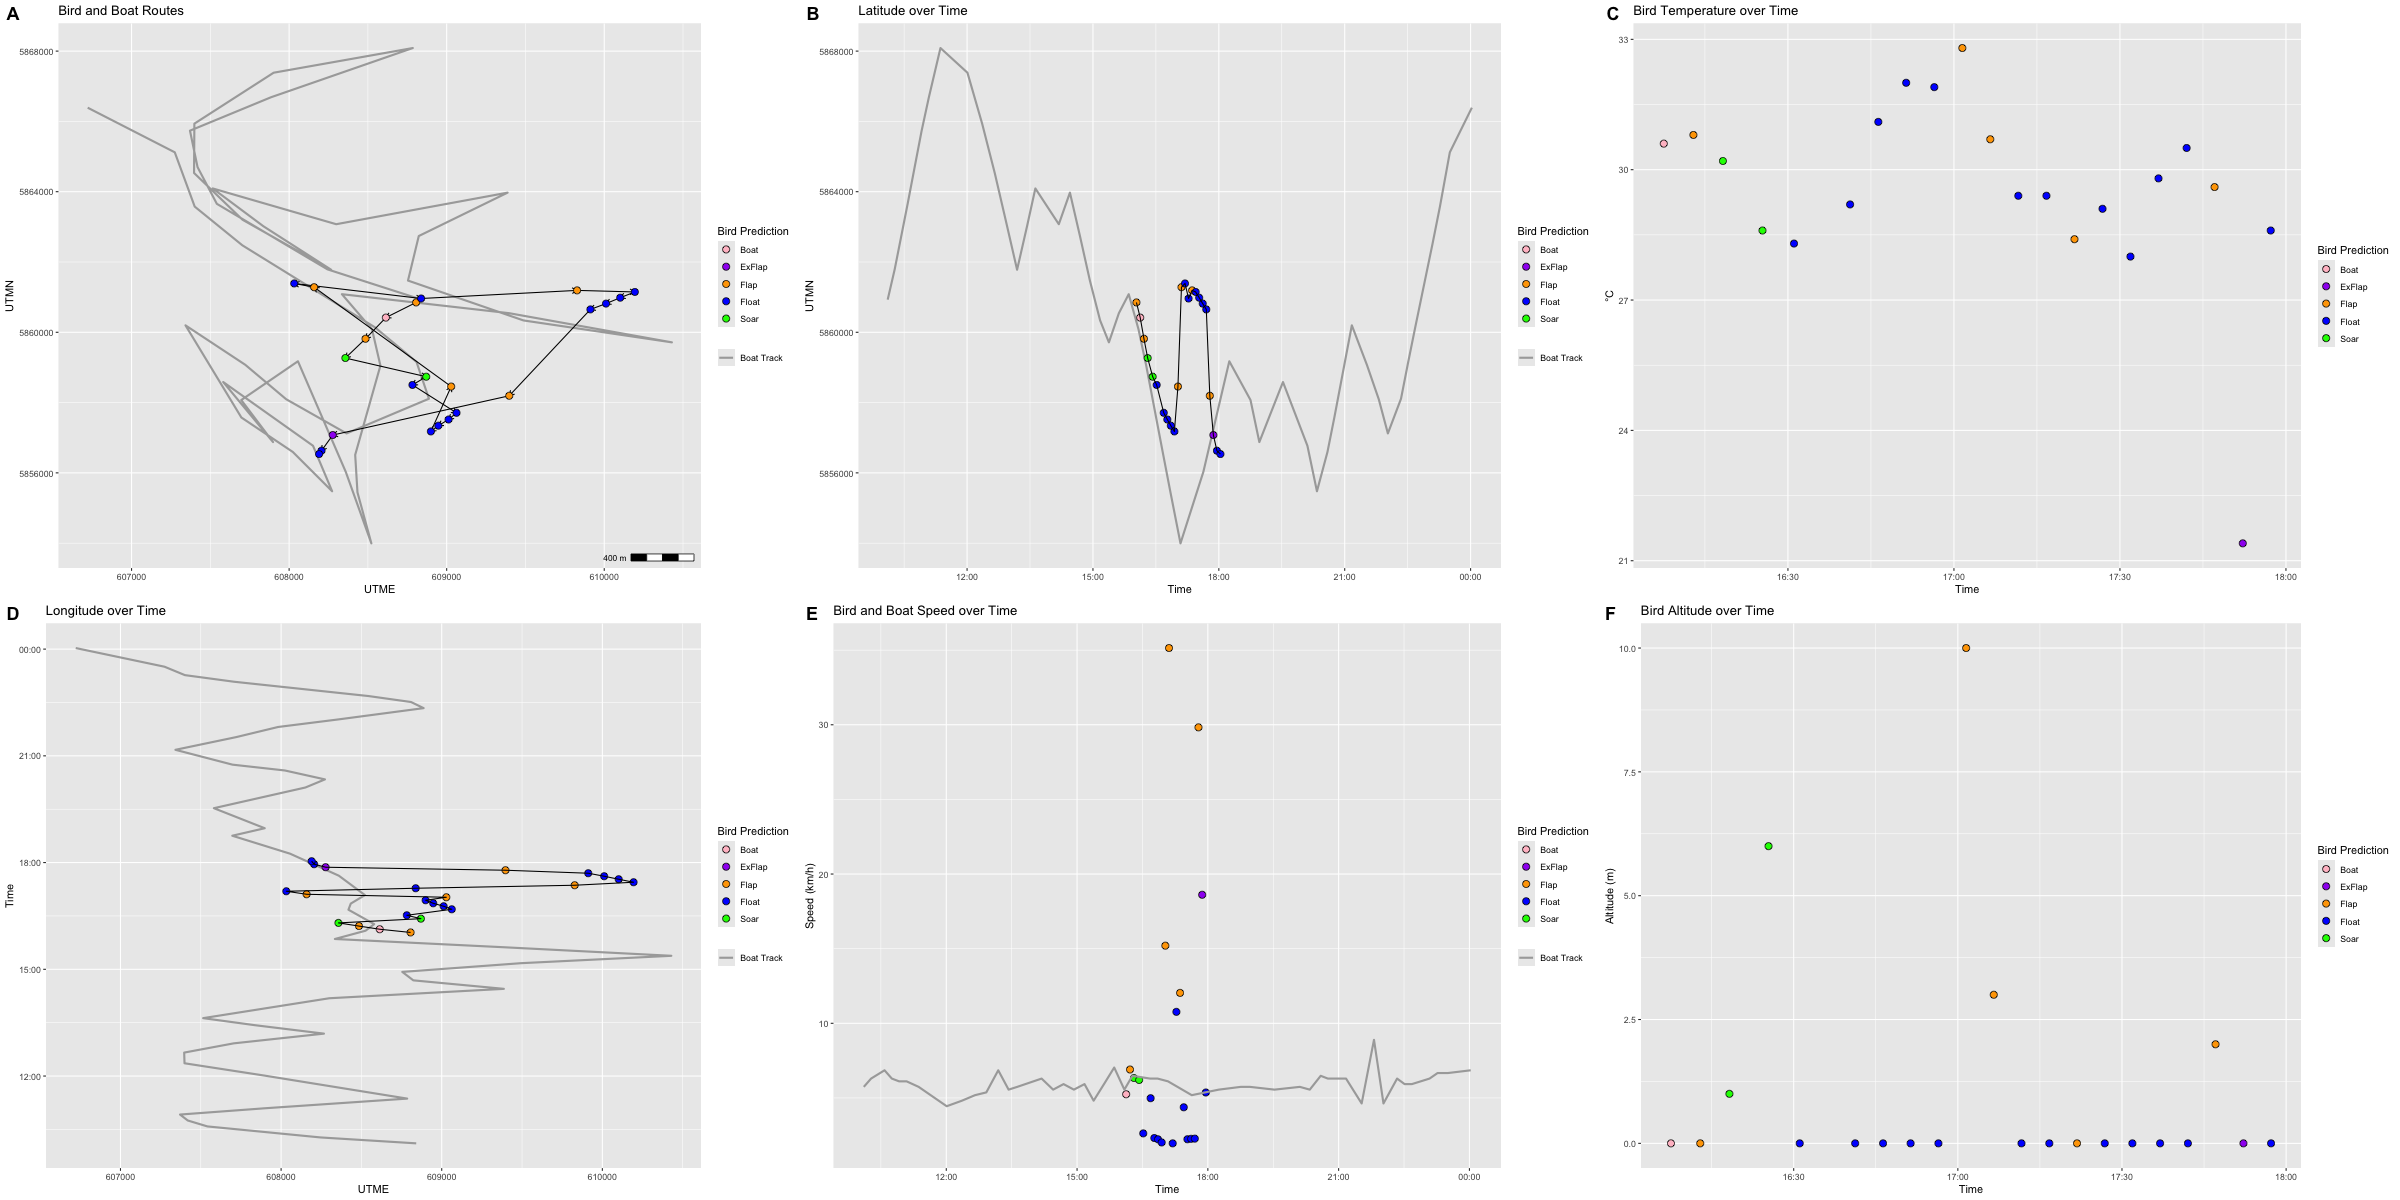 A Bird and Boat Routes
5868000
5864000
5860000
5856000
UTMN
607000 608000 609000 610000
UTME
400 m
Bird Prediction
Boat
ExFlap
Flap
Float
Soar
Boat Track
B Latitude over Time
5868000
5864000
5860000
5856000
UTMN
12:00 15:00 18:00 21:00 00:00
Time
Bird Prediction
Boat
ExFlap
Flap
Float
Soar
Boat Track
C Bird Temperature over Time
33
30
27
24
21
°C
16:30 17:00 17:30 18:00
Time
Bird Prediction
Boat
ExFlap
Flap
Float
Soar
D Longitude over Time
00:00
21:00
18:00
15:00
12:00
Time
607000 608000 609000 610000
UTME
Bird Prediction
Boat
ExFlap
Flap
Float
Soar
Boat Track
E Bird and Boat Speed over Time
30
20
10
Speed (km/h)
12:00 15:00 18:00 21:00 00:00
Time
Bird Prediction
Boat
ExFlap
Flap
Float
Soar
Boat Track
F Bird Altitude over Time
10.0
7.5
5.0
2.5
0.0
Altitude (m)
16:30 17:00 17:30 18:00
Time
Bird Prediction
Boat
ExFlap
Flap
Float
Soar